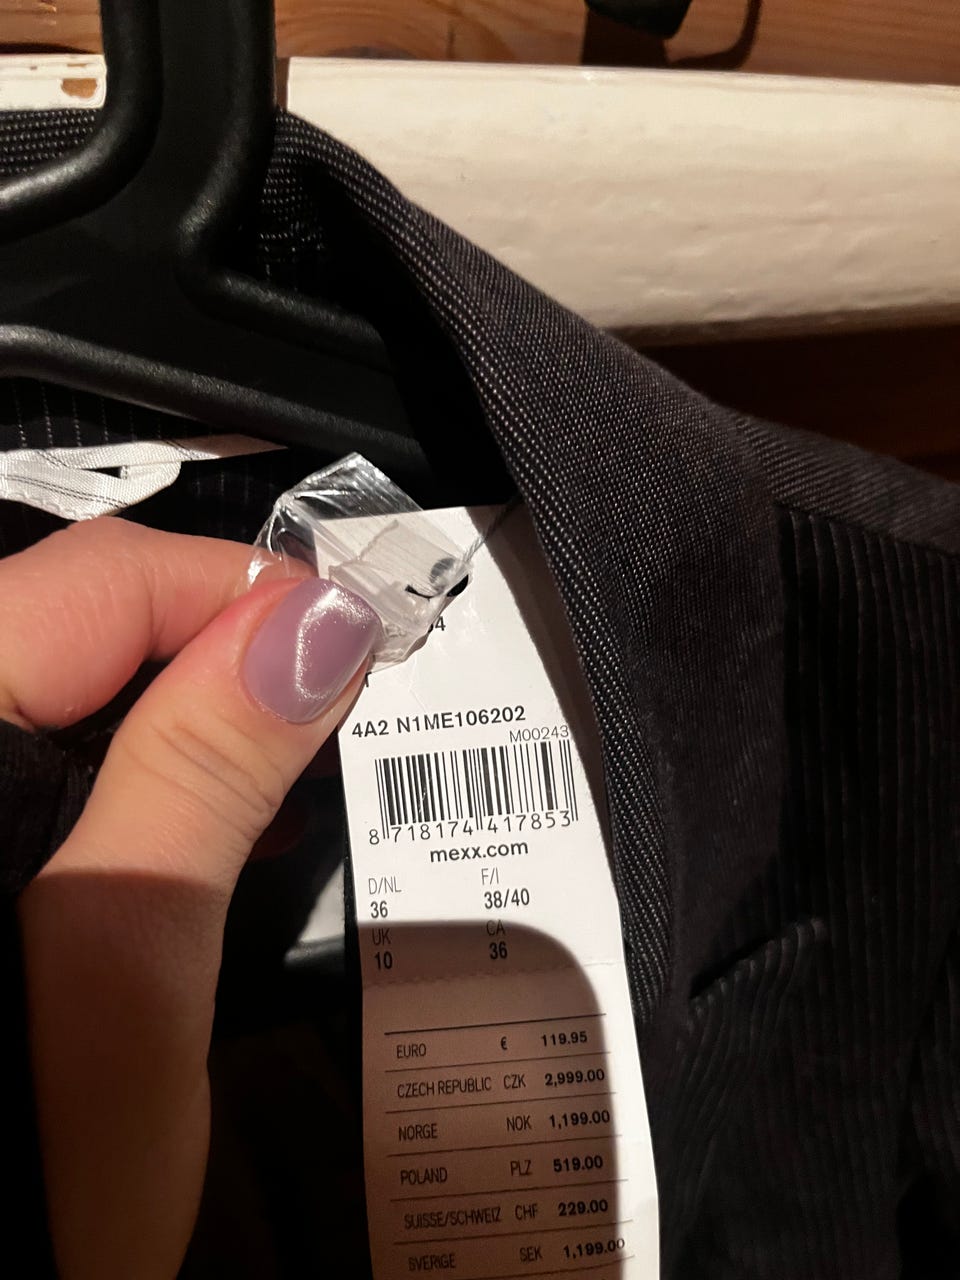 4
4A2 N1ME106202
M00243
8 718174 417853
mexx.com
D/NL F/I
36 38/40
UK CA
10 36
EURO € 119.95
CZECH REPUBLIC CZK 2,999.00
NORGE NOK 1,199.00
POLAND PLZ 519.00
SUISSE/SCHWEIZ CHF 229.00
SVERIGE SEK 1,199.00